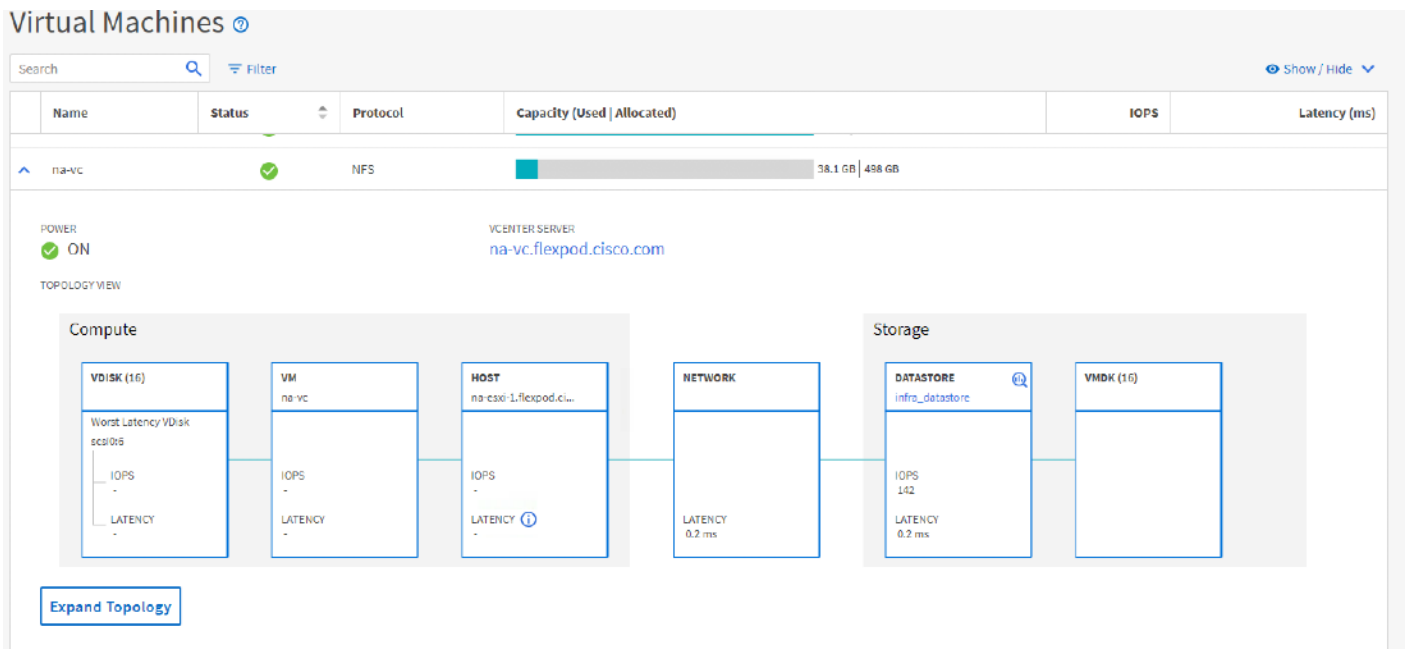 Virtual Machines
Search Filter Show / Hide
Name Status Protocol Capacity (Used | Allocated) IOPS Latency (ms)
na-vc NFS 38.1 GB | 498 GB
POWER VCENTER SERVER
ON na-vc.flexpod.cisco.com
TOPOLOGY VIEW
Compute Storage
VDISK (16) VM HOST NETWORK DATASTORE VMDK (16)
na-vc na-esxi-1.flexpod.ci... infra_datastore
Worst Latency VDisk
scsi0:6
IOPS IOPS IOPS IOPS
- - - 142
LATENCY LATENCY LATENCY LATENCY LATENCY
- - - 0.2 ms 0.2 ms
Expand Topology